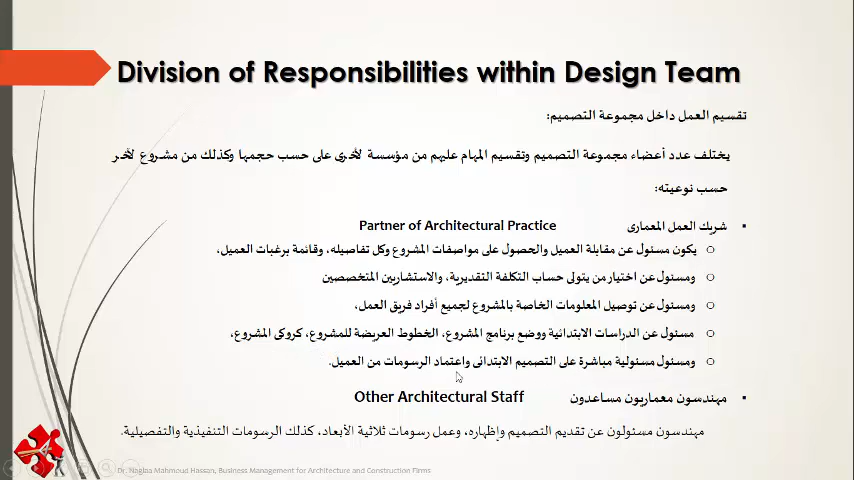 Division of Responsibilities within Design Team
تقسيم العمل داخل مجموعة التصميم:
يختلف عدد أعضاء مجموعة التصميم وتقسيم المهام عليهم من مؤسسة لأخرى على حسب حجمها وكذلك من مشروع لآخر
حسب نوعيته:
▪ شريك العمل المعمارى Partner of Architectural Practice
o يكون مسئول عن مقابلة العميل والحصول على مواصفات المشروع وكل تفاصيله، وقائمة برغبات العميل،
o ومسئول عن اختيار من يتولى حساب التكلفة التقديرية، والاستشاريين المتخصصين
o ومسئول عن توصيل المعلومات الخاصة بالمشروع لجميع أفراد فريق العمل،
o مسئول عن الدراسات الابتدائية ووضع برنامج المشروع، الخطوط العريضة للمشروع، كروكى المشروع،
o ومسئول مسئولية مباشرة على التصميم الابتدائى واعتماد الرسومات من العميل.
▪ مهندسون معماريون مساعدون Other Architectural Staff
مهندسون مسئولون عن تقديم التصميم وإظهاره، وعمل رسومات ثلاثية الأبعاد، كذلك الرسومات التنفيذية والتفصيلية.
Dr. Naglaa Mahmoud Hassan, Business Management for Architecture and Construction Firms